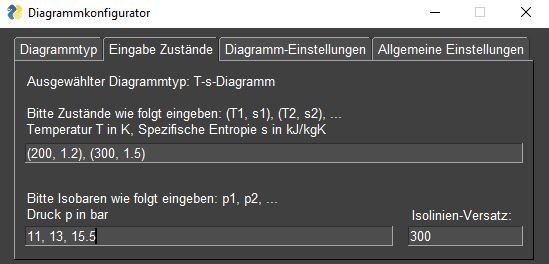 Diagrammkonfigurator
Diagrammtyp Eingabe Zustände Diagramm-Einstellungen Allgemeine Einstellungen
Ausgewählter Diagrammtyp: T-s-Diagramm
Bitte Zustände wie folgt eingeben: (T1, s1), (T2, s2), ...
Temperatur T in K, Spezifische Entropie s in kJ/kgK
(200, 1.2), (300, 1.5)
Bitte Isobaren wie folgt eingeben: p1, p2, ...
Druck p in bar Isolinien-Versatz:
11, 13, 15.5 300